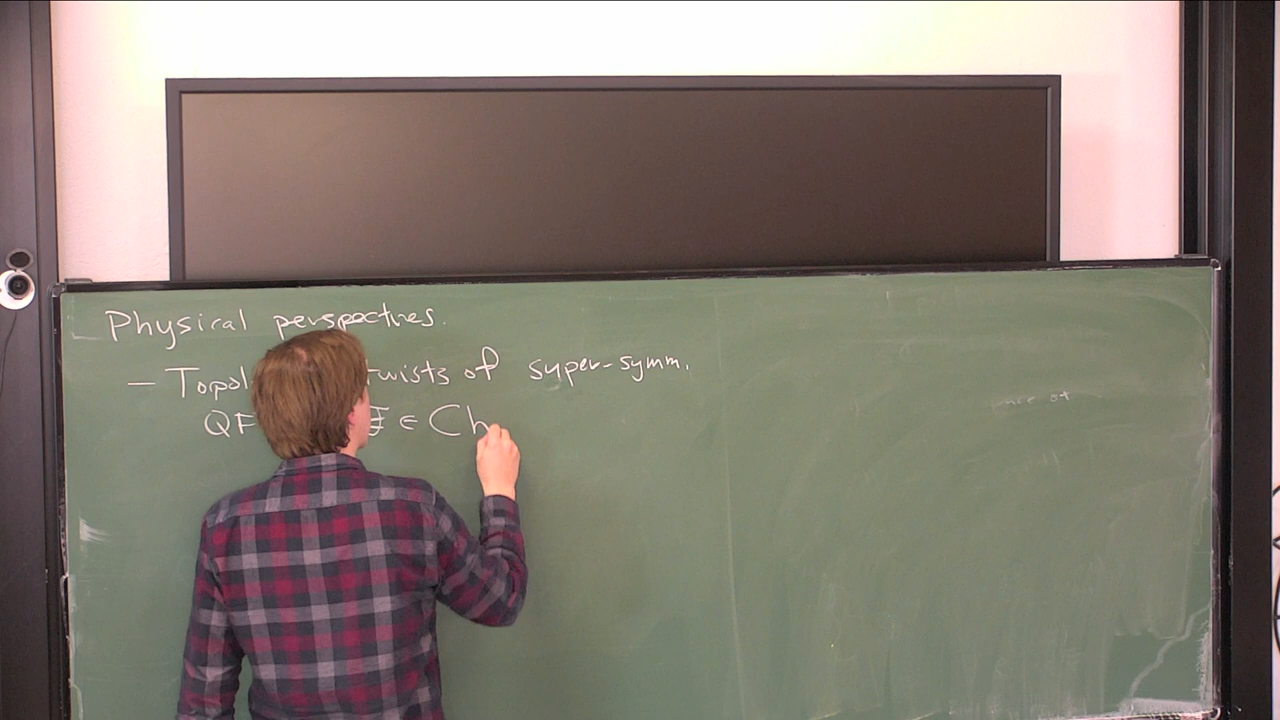 Physical perspectives.
— Topol twists of super-symm.
QF ∈ Ch